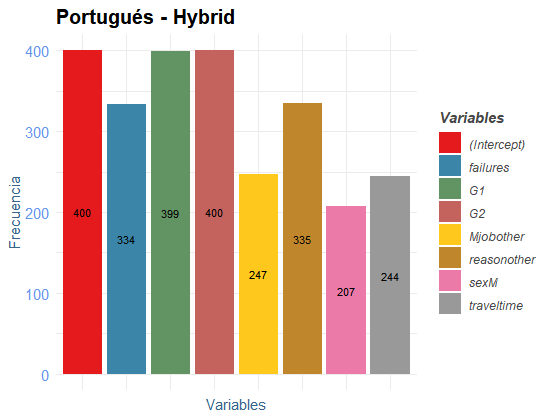 Portugués - Hybrid
Frecuencia
400
300
200
100
0
400
334
399
400
247
335
207
244
Variables
Variables
(Intercept)
failures
G1
G2
Mjobother
reasonother
sexM
traveltime